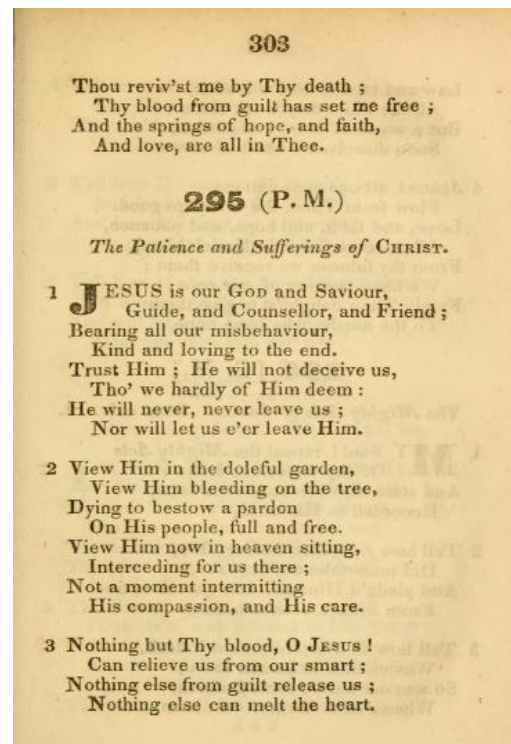 303
Thou reviv'st me by Thy death ;
Thy blood from guilt has set me free ;
And the springs of hope, and faith,
And love, are all in Thee.
295 (P. M.)
The Patience and Sufferings of CHRIST.
1 JESUS is our GOD and Saviour,
Guide, and Counsellor, and Friend ;
Bearing all our misbehaviour,
Kind and loving to the end.
Trust Him ; He will not deceive us,
Tho' we hardly of Him deem :
He will never, never leave us ;
Nor will let us e'er leave Him.
2 View Him in the doleful garden,
View Him bleeding on the tree,
Dying to bestow a pardon
On His people, full and free.
View Him now in heaven sitting,
Interceding for us there ;
Not a moment intermitting
His compassion, and His care.
3 Nothing but Thy blood, O JESUS !
Can relieve us from our smart ;
Nothing else from guilt release us ;
Nothing else can melt the heart.